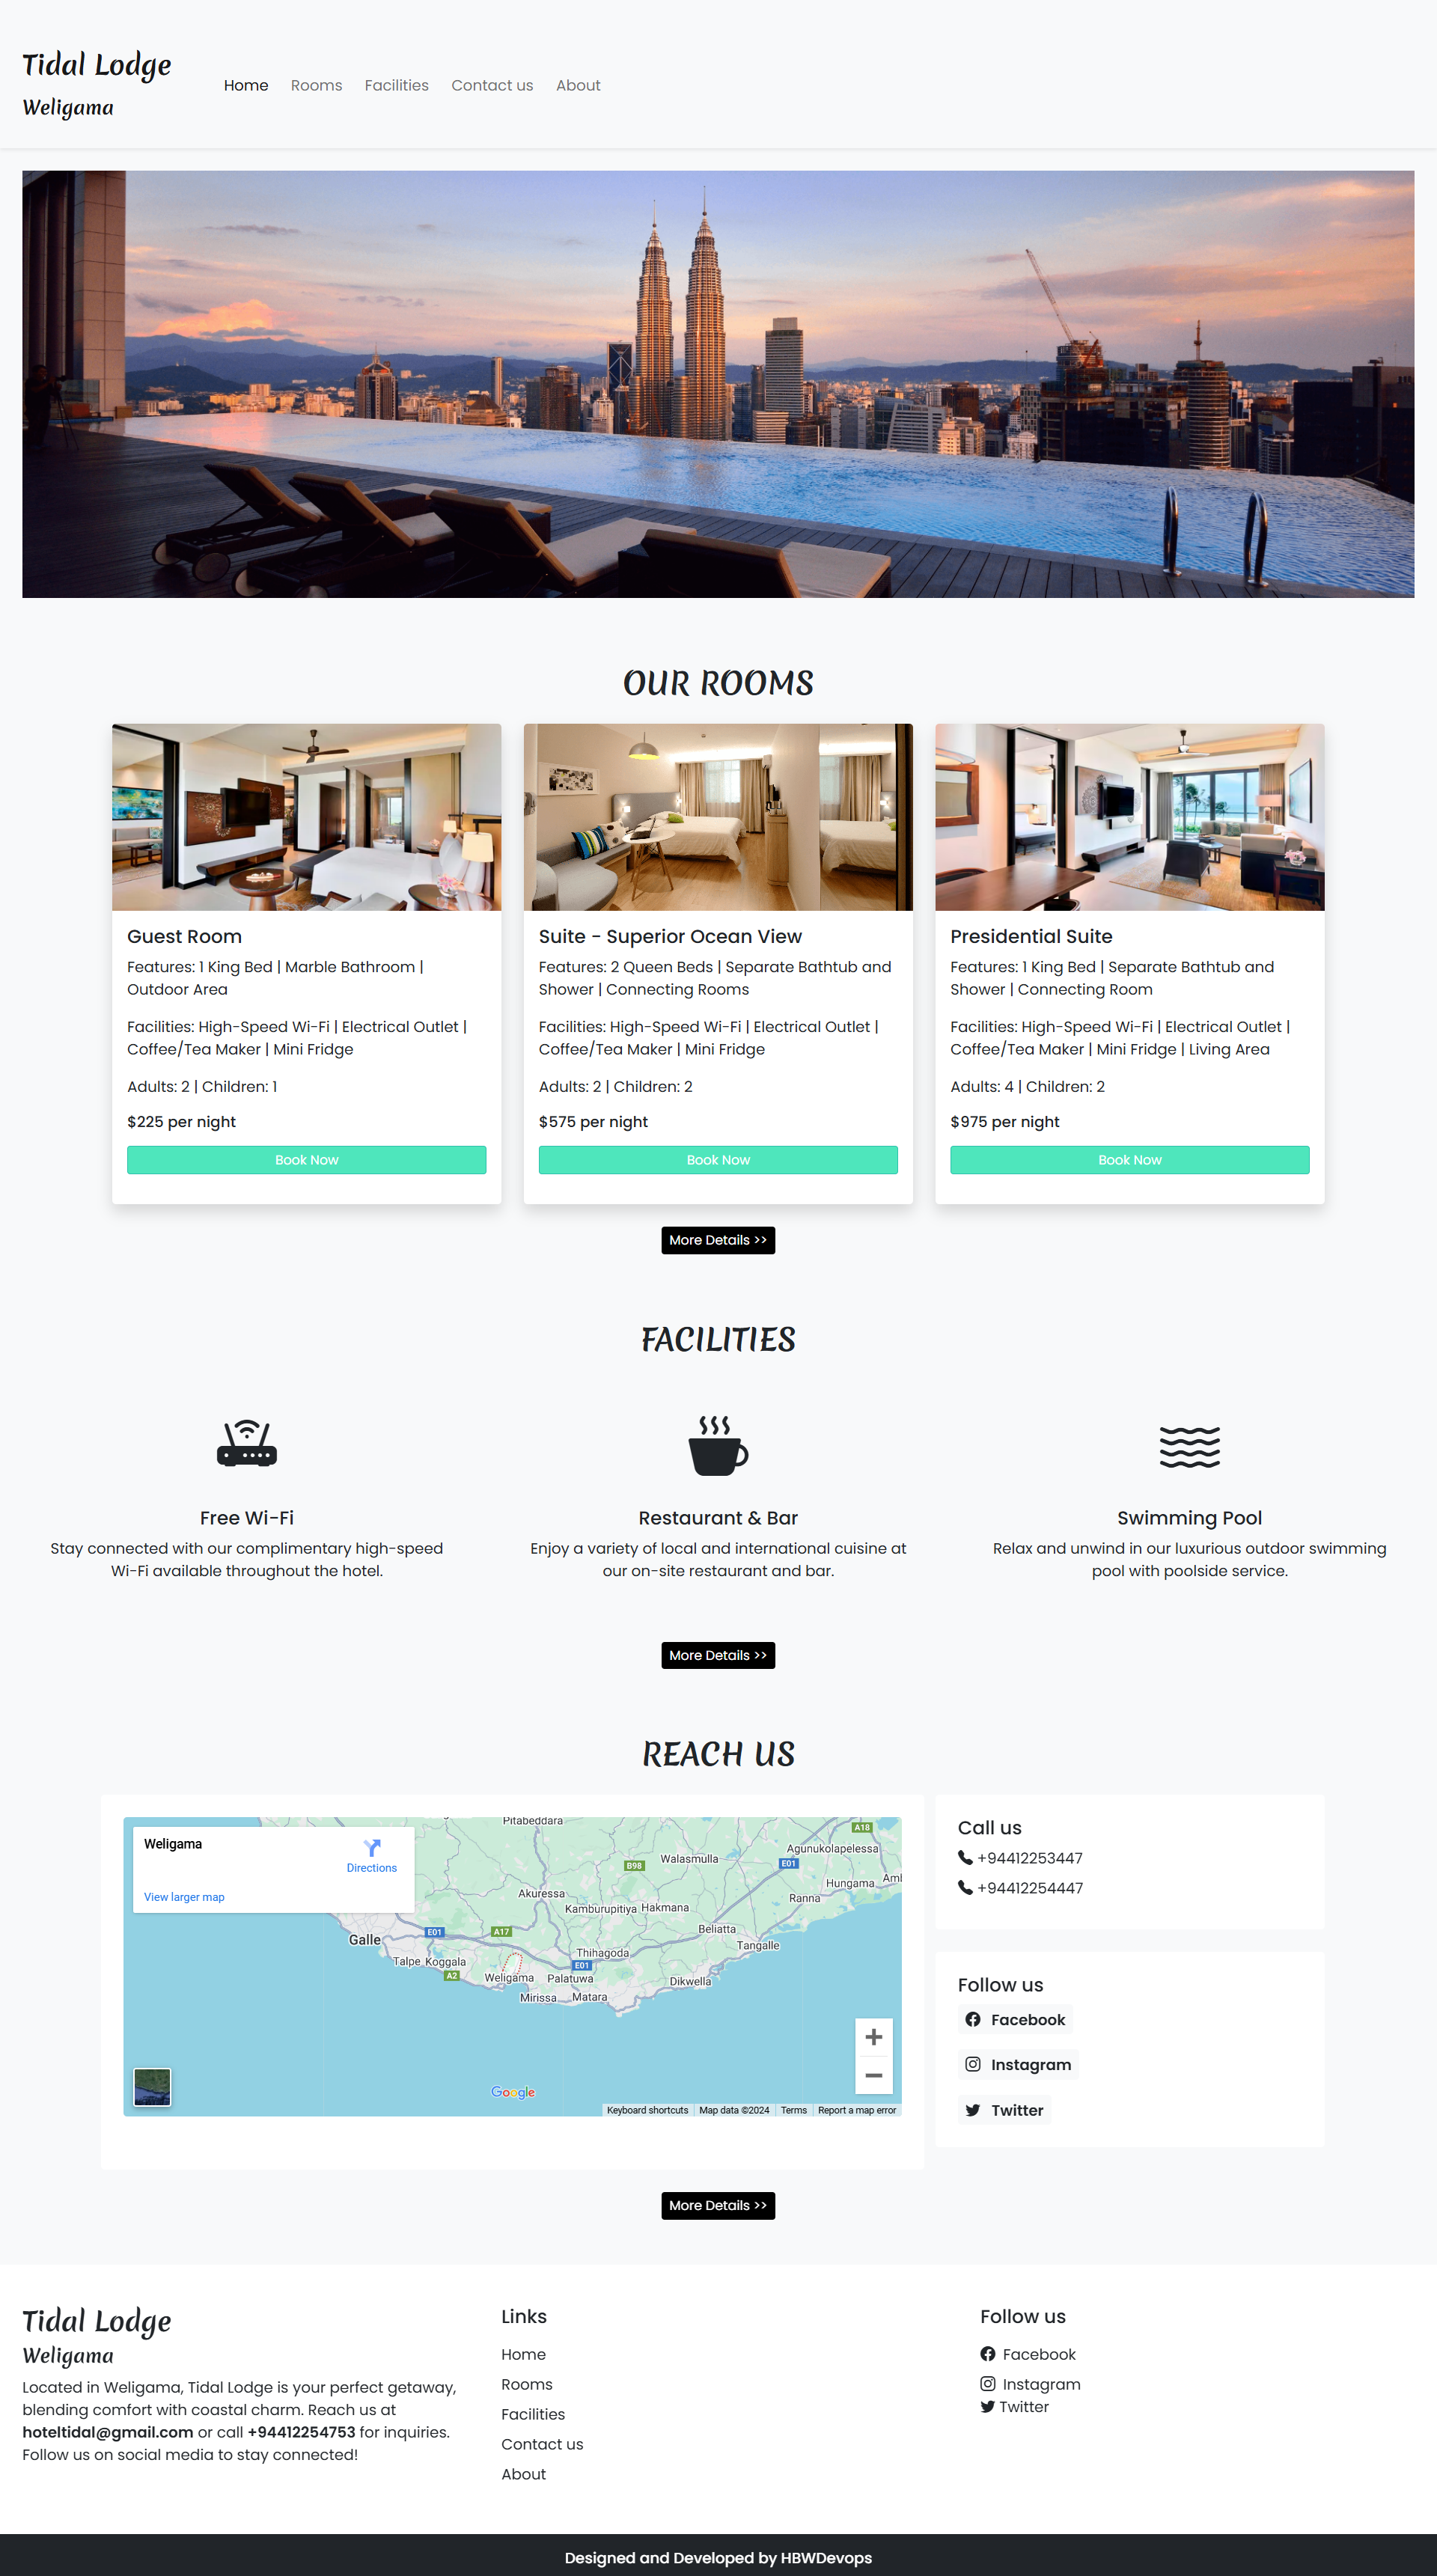 Tidal Lodge
Weligama
Home Rooms Facilities Contact us About
OUR ROOMS
Guest Room
Features: 1 King Bed | Marble Bathroom |
Outdoor Area
Facilities: High-Speed Wi-Fi | Electrical Outlet |
Coffee/Tea Maker | Mini Fridge
Adults: 2 | Children: 1
$225 per night
Book Now
Suite - Superior Ocean View
Features: 2 Queen Beds | Separate Bathtub and
Shower | Connecting Rooms
Facilities: High-Speed Wi-Fi | Electrical Outlet |
Coffee/Tea Maker | Mini Fridge
Adults: 2 | Children: 2
$575 per night
Book Now
Presidential Suite
Features: 1 King Bed | Separate Bathtub and
Shower | Connecting Room
Facilities: High-Speed Wi-Fi | Electrical Outlet |
Coffee/Tea Maker | Mini Fridge | Living Area
Adults: 4 | Children: 2
$975 per night
Book Now
More Details >>
FACILITIES
Free Wi-Fi
Stay connected with our complimentary high-speed
Wi-Fi available throughout the hotel.
Restaurant & Bar
Enjoy a variety of local and international cuisine at
our on-site restaurant and bar.
Swimming Pool
Relax and unwind in our luxurious outdoor swimming
pool with poolside service.
More Details >>
REACH US
Weligama
Directions
View larger map
Pitabeddara
A18
Agunukolapelessa
Walasmulla
B98
E01
Hungama
Akuressa
Ranna
Kamburupitiya
Hakmana
Beliatta
E01
A17
Galle
Tangalle
Thihagoda
Talpe
Koggala
E01
A2
Weligama
Palatuwa
Dikwella
Mirissa
Matara
Google
Keyboard shortcuts
Map data ©2024
Terms
Report a map error
Call us
+94412253447
+94412254447
Follow us
Facebook
Instagram
Twitter
More Details >>
Tidal Lodge
Weligama
Located in Weligama, Tidal Lodge is your perfect getaway,
blending comfort with coastal charm. Reach us at
hoteltidal@gmail.com or call +94412254753 for inquiries.
Follow us on social media to stay connected!
Links
Home
Rooms
Facilities
Contact us
About
Follow us
Facebook
Instagram
Twitter
Designed and Developed by HBWDevops